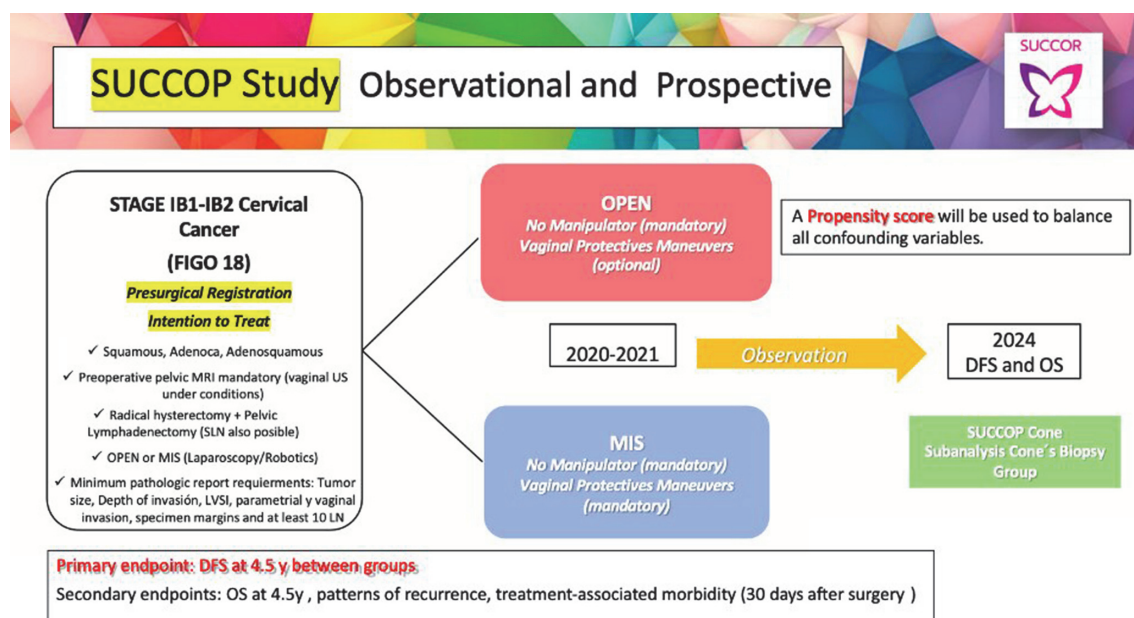 SUCCOP Study Observational and Prospective
SUCCOR
STAGE IB1-IB2 Cervical
Cancer
(FIGO 18)
Presurgical Registration
Intention to Treat
✓ Squamous, Adenoca, Adenosquamous
✓ Preoperative pelvic MRI mandatory (vaginal US
under conditions)
✓ Radical hysterectomy + Pelvic
Lymphadenectomy (SLN also posible)
✓ OPEN or MIS (Laparoscopy/Robotics)
✓ Minimum pathologic report requierments: Tumor
size, Depth of invasión, LVSI, parametrial y vaginal
invasion, specimen margins and at least 10 LN
OPEN
No Manipulator (mandatory)
Vaginal Protectives Maneuvers
(optional)
A Propensity score will be used to balance
all confounding variables.
2020-2021
Observation
2024
DFS and OS
MIS
No Manipulator (mandatory)
Vaginal Protectives Maneuvers
(mandatory)
SUCCOP Cone
Subanalysis Cone´s Biopsy
Group
Primary endpoint: DFS at 4.5 y between groups
Secondary endpoints: OS at 4.5y , patterns of recurrence, treatment-associated morbidity (30 days after surgery )